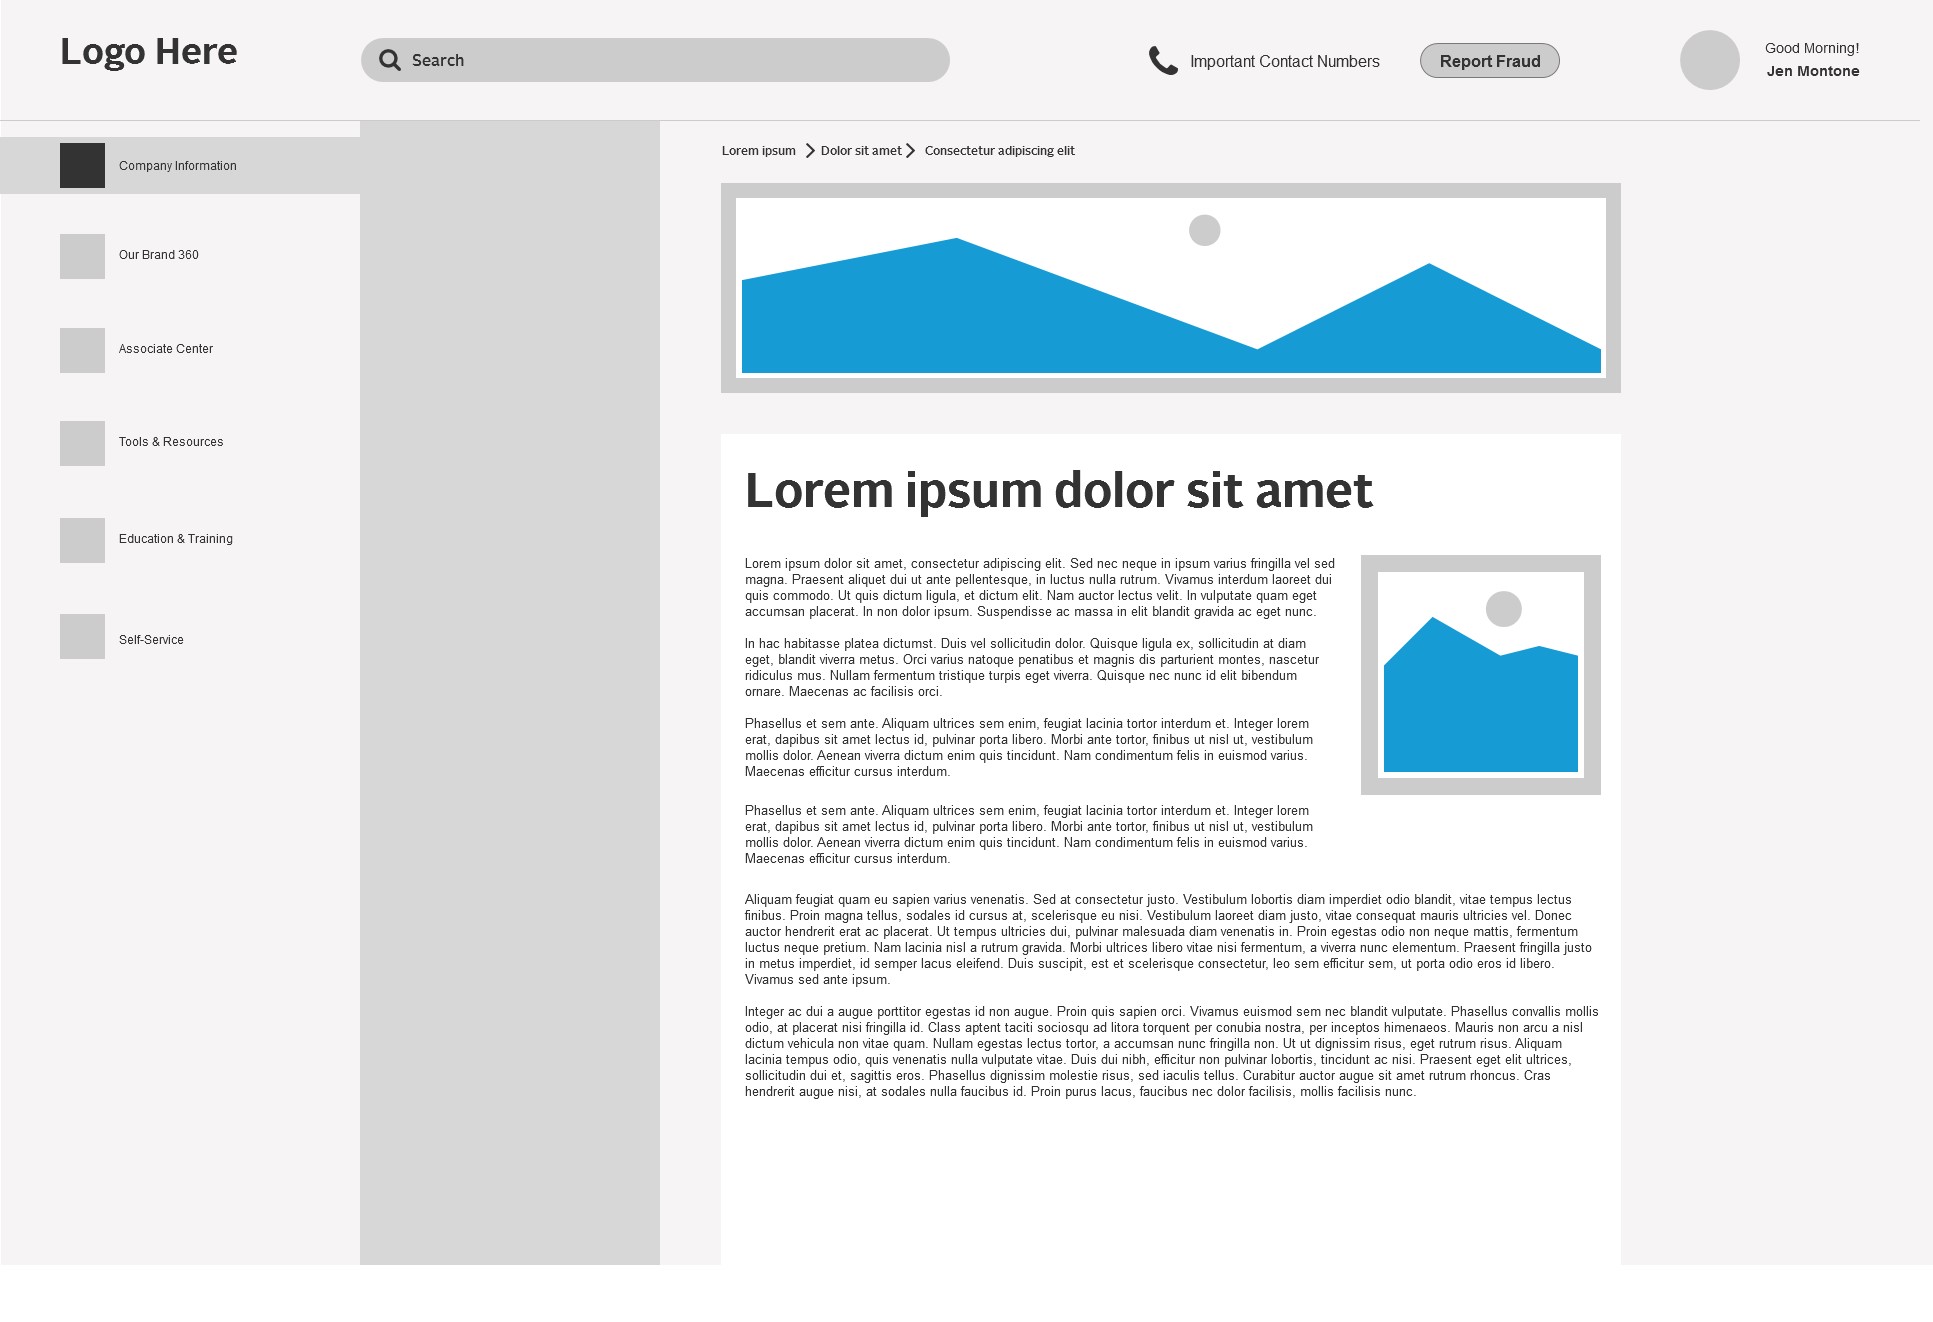 Logo Here
Search
Important Contact Numbers
Report Fraud
Good Morning!
Jen Montone
Company Information
Our Brand 360
Associate Center
Tools & Resources
Education & Training
Self-Service
Lorem ipsum
Dolor sit amet
Consectetur adipiscing elit
Lorem ipsum dolor sit amet
Lorem ipsum dolor sit amet, consectetur adipiscing elit. Sed nec neque in ipsum varius fringilla vel sed
magna. Praesent aliquet dui ut ante pellentesque, in luctus nulla rutrum. Vivamus interdum laoreet dui
quis commodo. Ut quis dictum ligula, et dictum elit. Nam auctor lectus velit. In vulputate quam eget
accumsan placerat. In non dolor ipsum. Suspendisse ac massa in elit blandit gravida ac eget nunc.
In hac habitasse platea dictumst. Duis vel sollicitudin dolor. Quisque ligula ex, sollicitudin at diam
eget, blandit viverra metus. Orci varius natoque penatibus et magnis dis parturient montes, nascetur
ridiculus mus. Nullam fermentum tristique turpis eget viverra. Quisque nec nunc id elit bibendum
ornare. Maecenas ac facilisis orci.
Phasellus et sem ante. Aliquam ultrices sem enim, feugiat lacinia tortor interdum et. Integer lorem
erat, dapibus sit amet lectus id, pulvinar porta libero. Morbi ante tortor, finibus ut nisl ut, vestibulum
mollis dolor. Aenean viverra dictum enim quis tincidunt. Nam condimentum felis in euismod varius.
Maecenas efficitur cursus interdum.
Phasellus et sem ante. Aliquam ultrices sem enim, feugiat lacinia tortor interdum et. Integer lorem
erat, dapibus sit amet lectus id, pulvinar porta libero. Morbi ante tortor, finibus ut nisl ut, vestibulum
mollis dolor. Aenean viverra dictum enim quis tincidunt. Nam condimentum felis in euismod varius.
Maecenas efficitur cursus interdum.
Aliquam feugiat quam eu sapien varius venenatis. Sed at consectetur justo. Vestibulum lobortis diam imperdiet odio blandit, vitae tempus lectus
finibus. Proin magna tellus, sodales id cursus at, scelerisque eu nisi. Vestibulum laoreet diam justo, vitae consequat mauris ultricies vel. Donec
auctor hendrerit erat ac placerat. Ut tempus ultricies dui, pulvinar malesuada diam venenatis in. Proin egestas odio non neque mattis, fermentum
luctus neque pretium. Nam lacinia nisl a rutrum gravida. Morbi ultrices libero vitae nisi fermentum, a viverra nunc elementum. Praesent fringilla justo
in metus imperdiet, id semper lacus eleifend. Duis suscipit, est et scelerisque consectetur, leo sem efficitur sem, ut porta odio eros id libero.
Vivamus sed ante ipsum.
Integer ac dui a augue porttitor egestas id non augue. Proin quis sapien orci. Vivamus euismod sem nec blandit vulputate. Phasellus convallis mollis
odio, at placerat nisi fringilla id. Class aptent taciti sociosqu ad litora torquent per conubia nostra, per inceptos himenaeos. Mauris non arcu a nisl
dictum vehicula non vitae quam. Nullam egestas lectus tortor, a accumsan nunc fringilla non. Ut ut dignissim risus, eget rutrum risus. Aliquam
lacinia tempus odio, quis venenatis nulla vulputate vitae. Duis dui nibh, efficitur non pulvinar lobortis, tincidunt ac nisi. Praesent eget elit ultrices,
sollicitudin dui et, sagittis eros. Phasellus dignissim molestie risus, sed iaculis tellus. Curabitur auctor augue sit amet rutrum rhoncus. Cras
hendrerit augue nisi, at sodales nulla faucibus id. Proin purus lacus, faucibus nec dolor facilisis, mollis facilisis nunc.